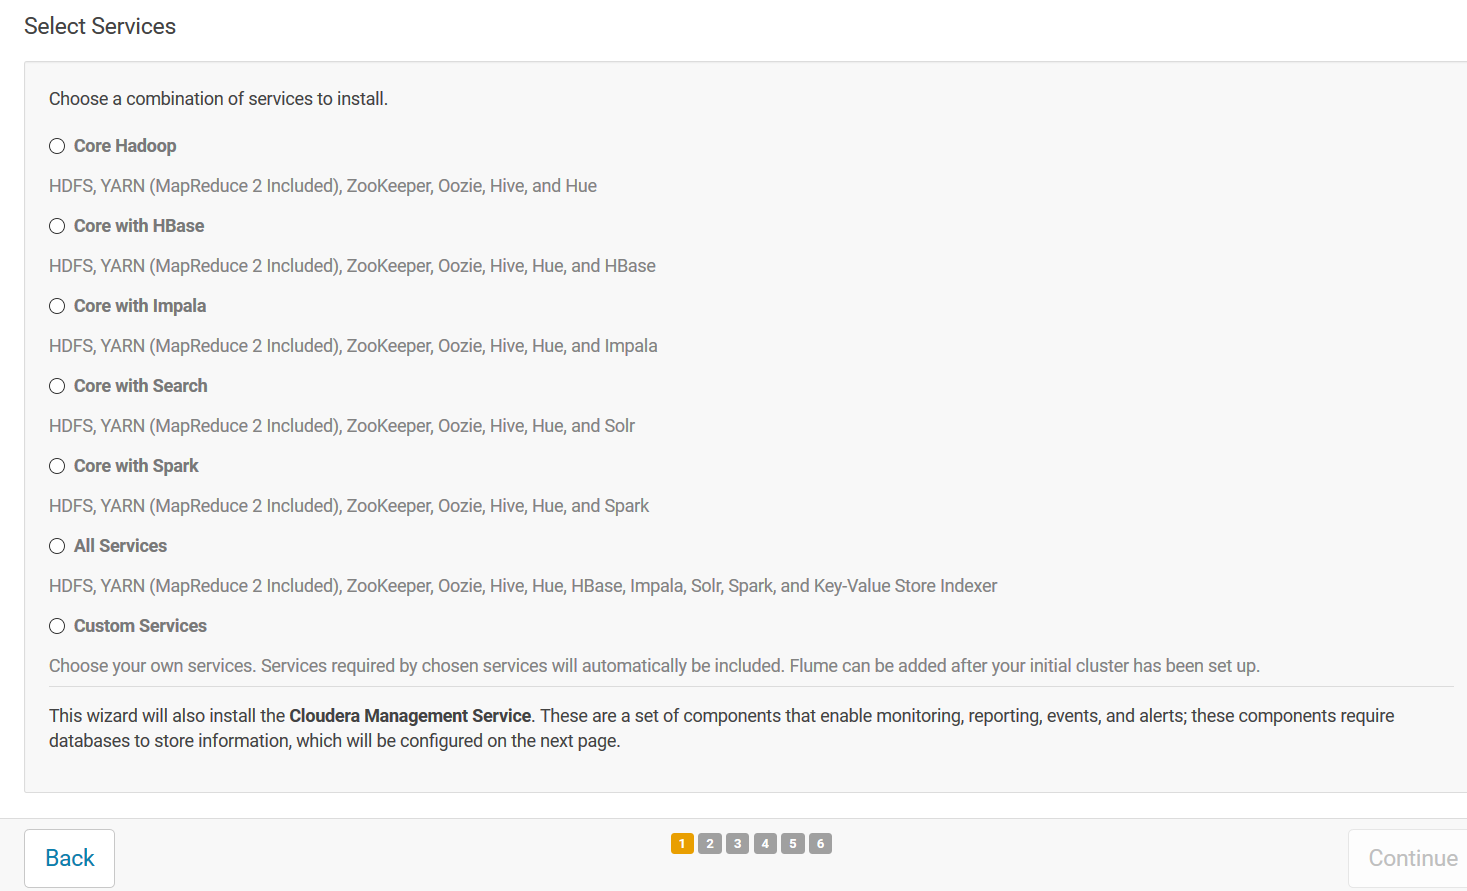 Select Services
Choose a combination of services to install.
Core Hadoop
HDFS, YARN (MapReduce 2 Included), ZooKeeper, Oozie, Hive, and Hue
Core with HBase
HDFS, YARN (MapReduce 2 Included), ZooKeeper, Oozie, Hive, Hue, and HBase
Core with Impala
HDFS, YARN (MapReduce 2 Included), ZooKeeper, Oozie, Hive, Hue, and Impala
Core with Search
HDFS, YARN (MapReduce 2 Included), ZooKeeper, Oozie, Hive, Hue, and Solr
Core with Spark
HDFS, YARN (MapReduce 2 Included), ZooKeeper, Oozie, Hive, Hue, and Spark
All Services
HDFS, YARN (MapReduce 2 Included), ZooKeeper, Oozie, Hive, Hue, HBase, Impala, Solr, Spark, and Key-Value Store Indexer
Custom Services
Choose your own services. Services required by chosen services will automatically be included. Flume can be added after your initial cluster has been set up.
This wizard will also install the Cloudera Management Service. These are a set of components that enable monitoring, reporting, events, and alerts; these components require
databases to store information, which will be configured on the next page.
Back
1 2 3 4 5 6
Continue